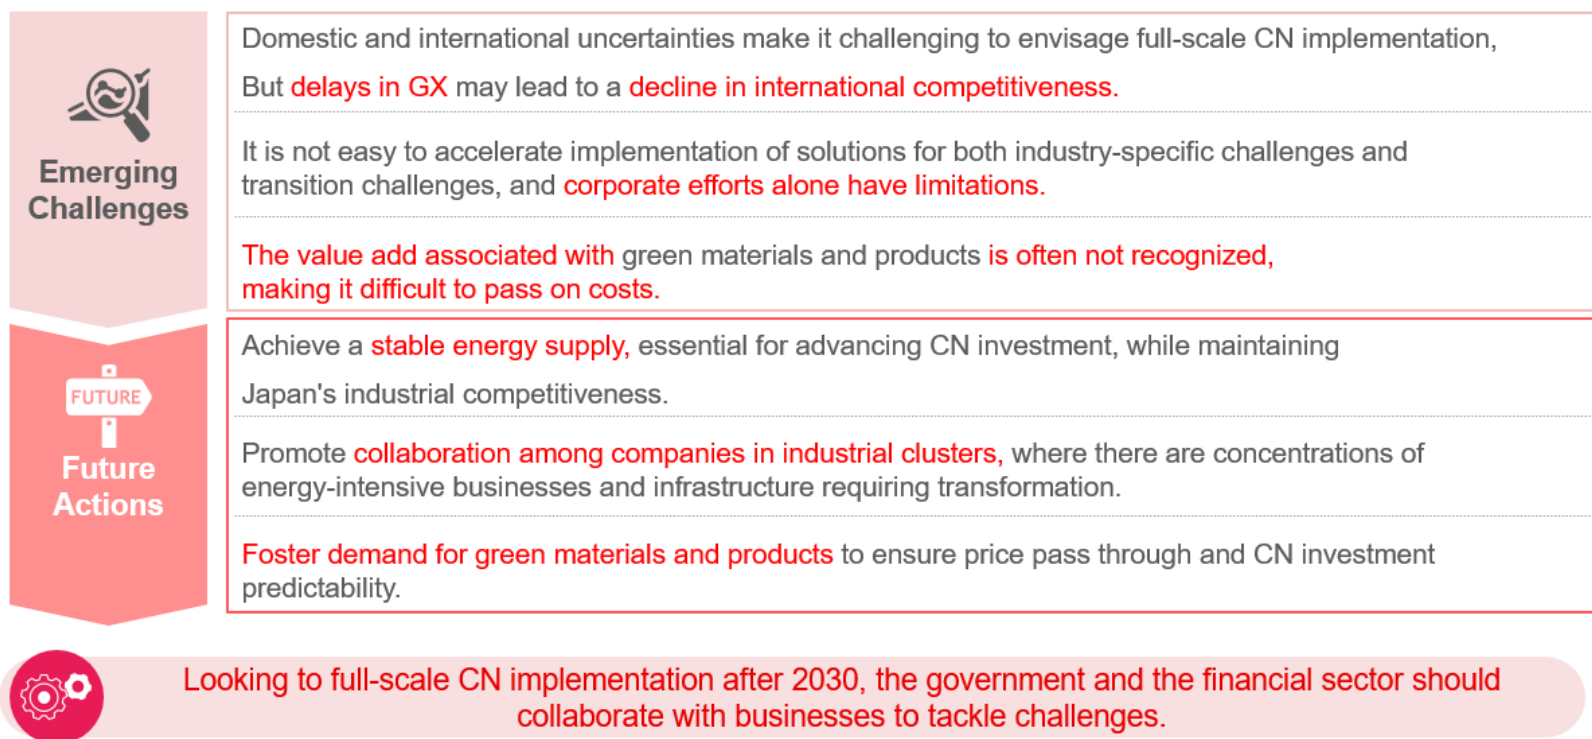 Emerging
Challenges
Domestic and international uncertainties make it challenging to envisage full-scale CN implementation,
But delays in GX may lead to a decline in international competitiveness.
It is not easy to accelerate implementation of solutions for both industry-specific challenges and
transition challenges, and corporate efforts alone have limitations.
The value add associated with green materials and products is often not recognized,
making it difficult to pass on costs.
FUTURE
Future
Actions
Achieve a stable energy supply, essential for advancing CN investment, while maintaining
Japan's industrial competitiveness.
Promote collaboration among companies in industrial clusters, where there are concentrations of
energy-intensive businesses and infrastructure requiring transformation.
Foster demand for green materials and products to ensure price pass through and CN investment
predictability.
Looking to full-scale CN implementation after 2030, the government and the financial sector should
collaborate with businesses to tackle challenges.